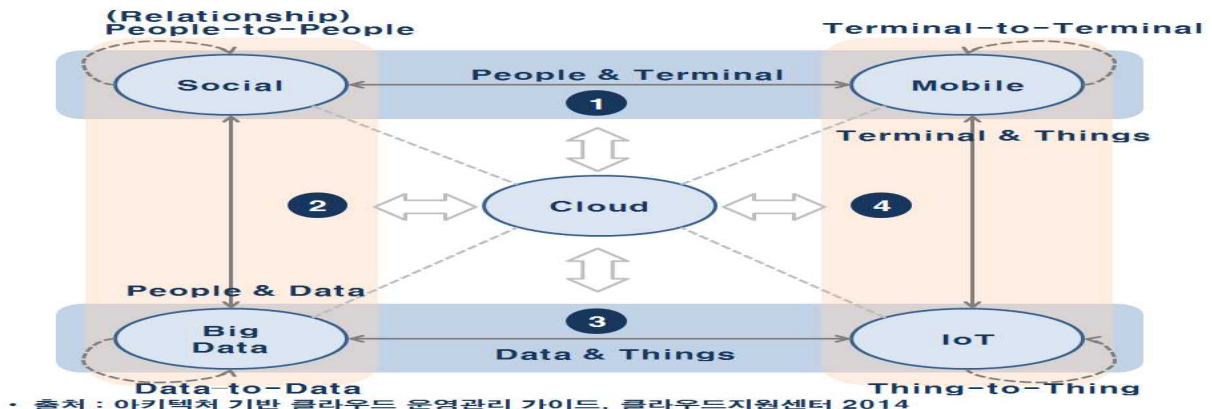 (Relationship)
People-to-People
Terminal-to-Terminal
Social
People & Terminal
Mobile
1
Terminal & Things
2
Cloud
4
People & Data
Big
Data
3
Data & Things
IoT
Data-to-Data
Thing-to-Thing
• 출처 : 아키텍처 기반 클라우드 운영관리 가이드, 클라우드지원센터 2014